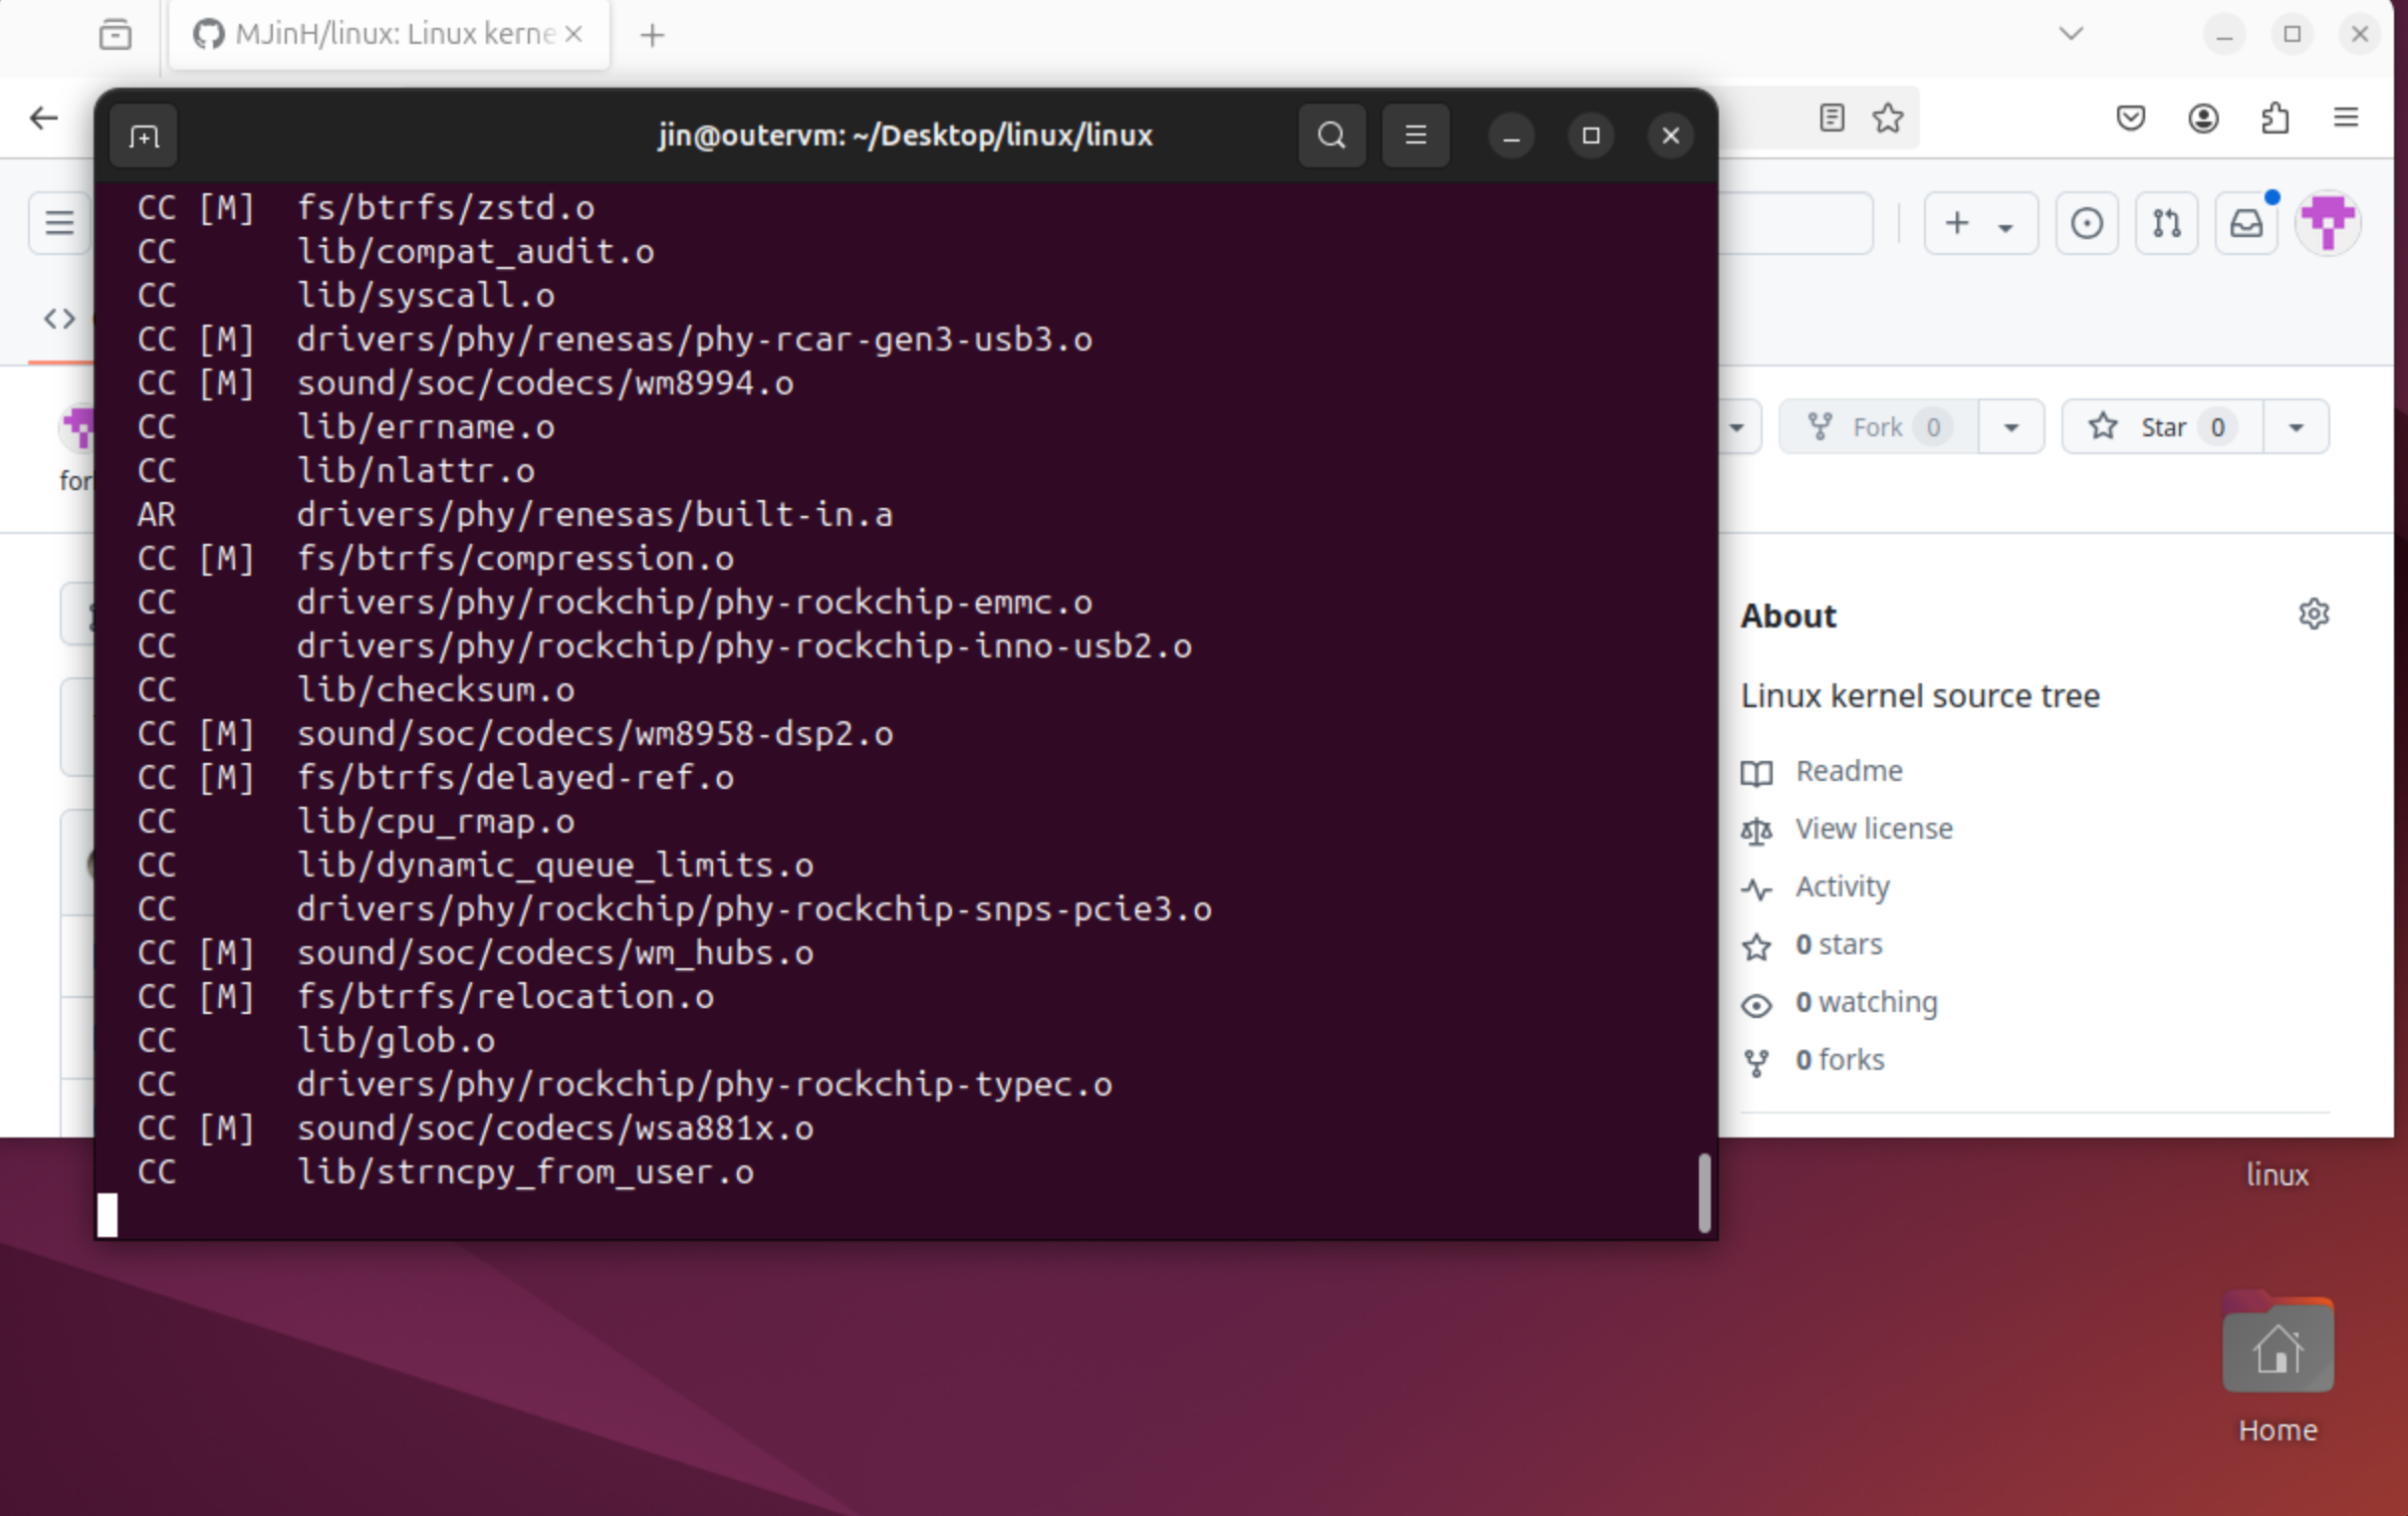 MJinH/linux: Linux kerne
jin@outervm: ~/Desktop/linux/linux
CC [M]  fs/btrfs/zstd.o
CC      lib/compat_audit.o
CC      lib/syscall.o
CC [M]  drivers/phy/renesas/phy-rcar-gen3-usb3.o
CC [M]  sound/soc/codecs/wm8994.o
CC      lib/errname.o
CC      lib/nlattr.o
AR      drivers/phy/renesas/built-in.a
CC [M]  fs/btrfs/compression.o
CC      drivers/phy/rockchip/phy-rockchip-emmc.o
CC      drivers/phy/rockchip/phy-rockchip-inno-usb2.o
CC      lib/checksum.o
CC [M]  sound/soc/codecs/wm8958-dsp2.o
CC [M]  fs/btrfs/delayed-ref.o
CC      lib/cpu_rmap.o
CC      lib/dynamic_queue_limits.o
CC      drivers/phy/rockchip/phy-rockchip-snps-pcie3.o
CC [M]  sound/soc/codecs/wm_hubs.o
CC [M]  fs/btrfs/relocation.o
CC      lib/glob.o
CC      drivers/phy/rockchip/phy-rockchip-typec.o
CC [M]  sound/soc/codecs/wsa881x.o
CC      lib/strncpy_from_user.o
for
Fork 0
Star 0
About
Linux kernel source tree
Readme
View license
Activity
0 stars
0 watching
0 forks
linux
Home